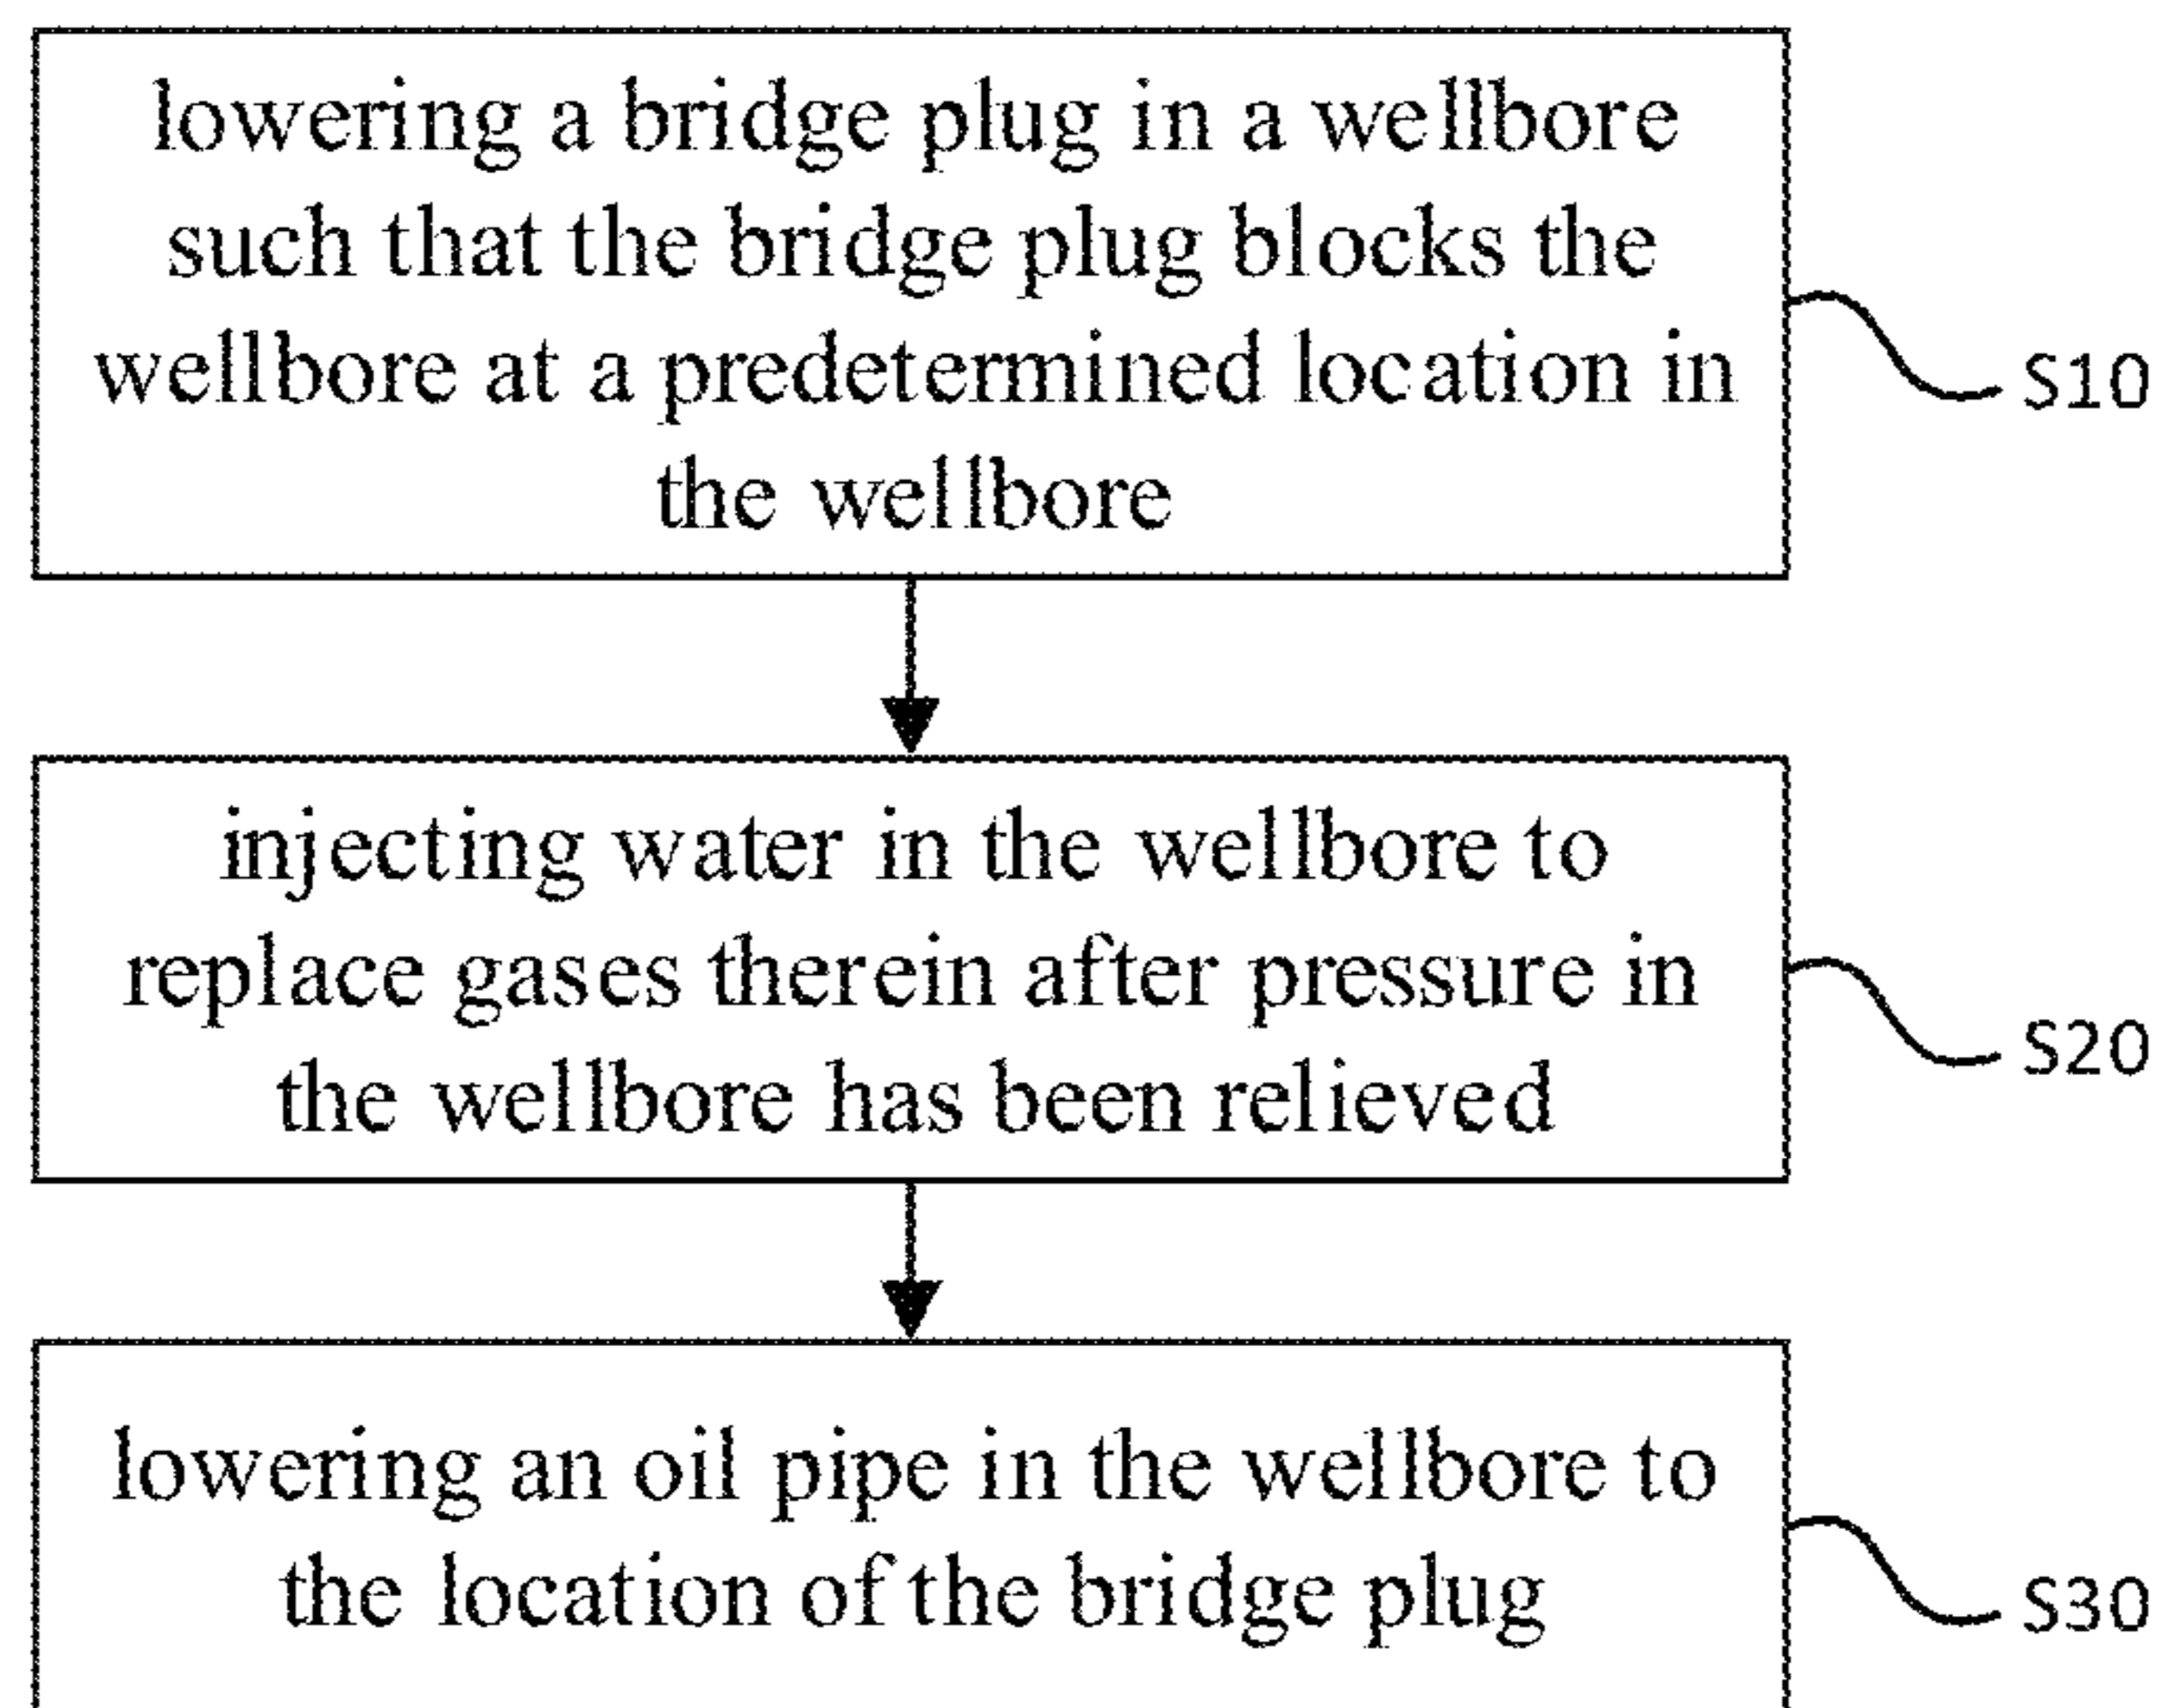 lowering a bridge plug in a wellbore
such that the bridge plug blocks the
wellbore at a predetermined location in
the wellbore
S10
injecting water in the wellbore to
replace gases therein after pressure in
the wellbore has been relieved
S20
lowering an oil pipe in the wellbore to
the location of the bridge plug
S30